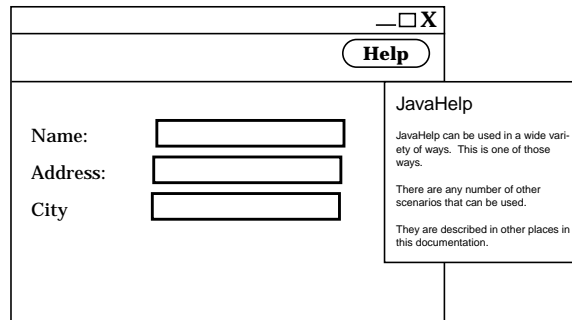 X
Help
JavaHelp
JavaHelp can be used in a wide vari-
ety of ways. This is one of those
ways.
There are any number of other
scenarios that can be used.
They are described in other places in
this documentation.
Name:
Address:
City